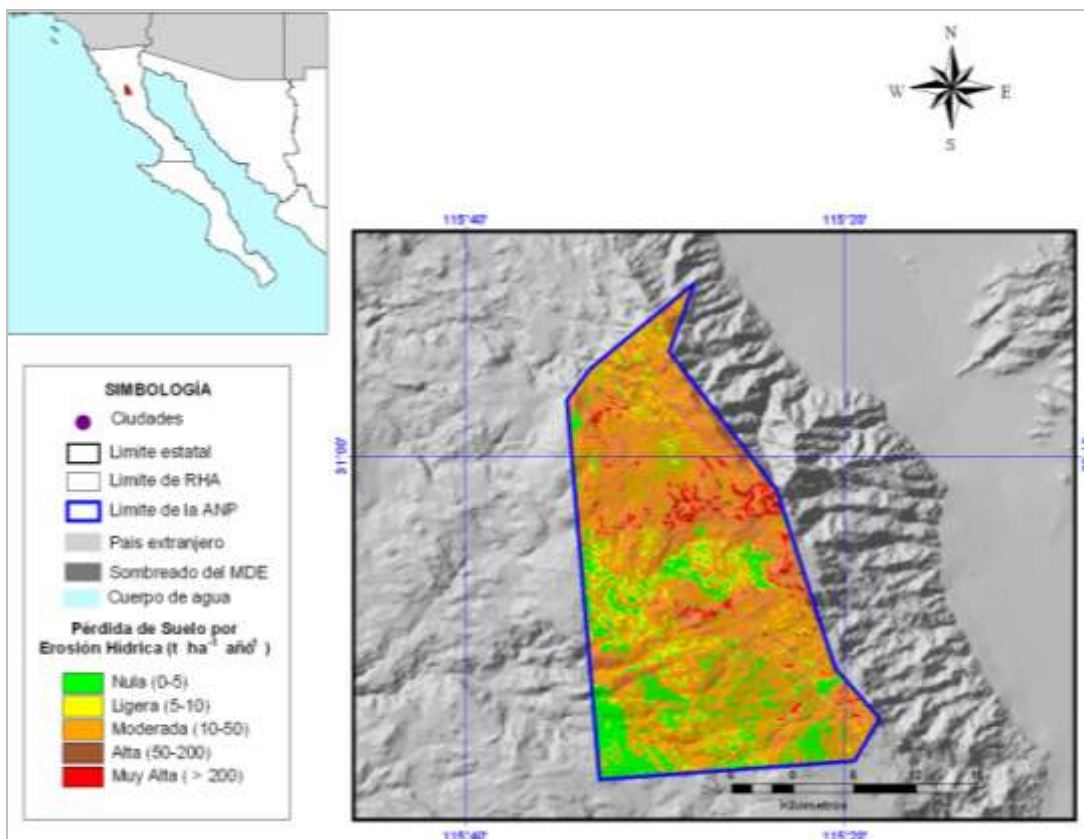 N
W E
S
115°40' 115°20'
31°00'
SIMBOLOGÍA
Ciudades
Limite estatal
Limite de RHA
Limite de la ANP
País extranjero
Sombreado del MDE
Cuerpo de agua
Pérdida de Suelo por
Erosión Hídrica (t ha⁻¹ año⁻¹)
Nula (0-5)
Ligera (5-10)
Moderada (10-50)
Alta (50-200)
Muy Alta ( > 200)
Kilometros
115°40' 115°20'